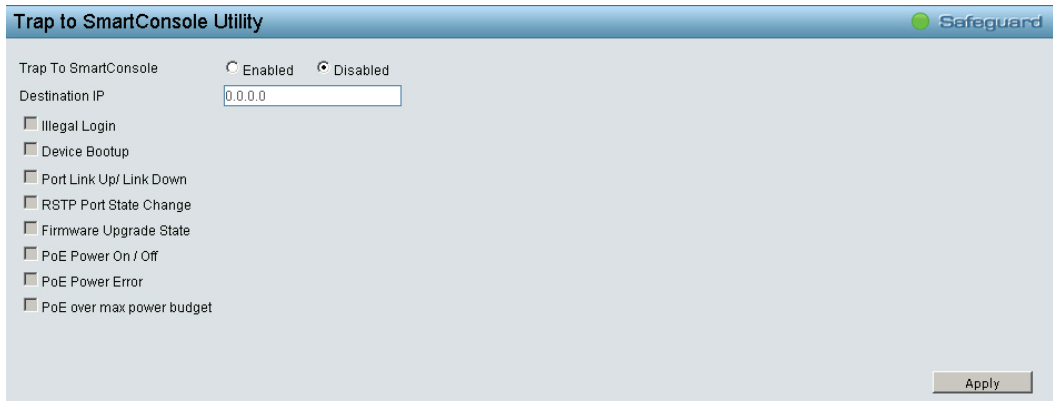 Trap to SmartConsole Utility Safeguard
Trap To SmartConsole Enabled Disabled
Destination IP 0.0.0.0
Illegal Login
Device Bootup
Port Link Up/ Link Down
RSTP Port State Change
Firmware Upgrade State
PoE Power On / Off
PoE Power Error
PoE over max power budget
Apply